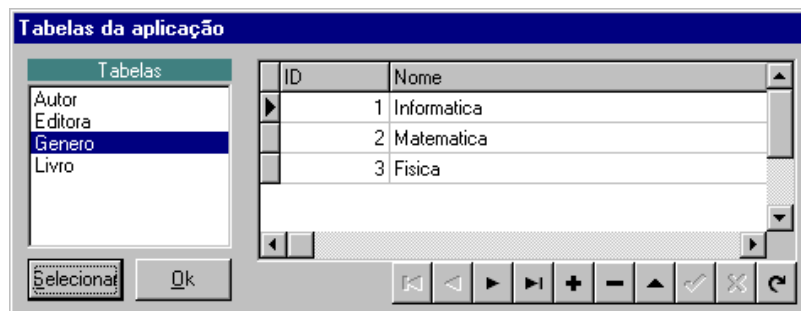 Tabelas da aplicação
Tabelas
Autor
Editora
Genero
Livro
Selecionar
Ok
ID Nome
1 Informatica
2 Matematica
3 Fisica